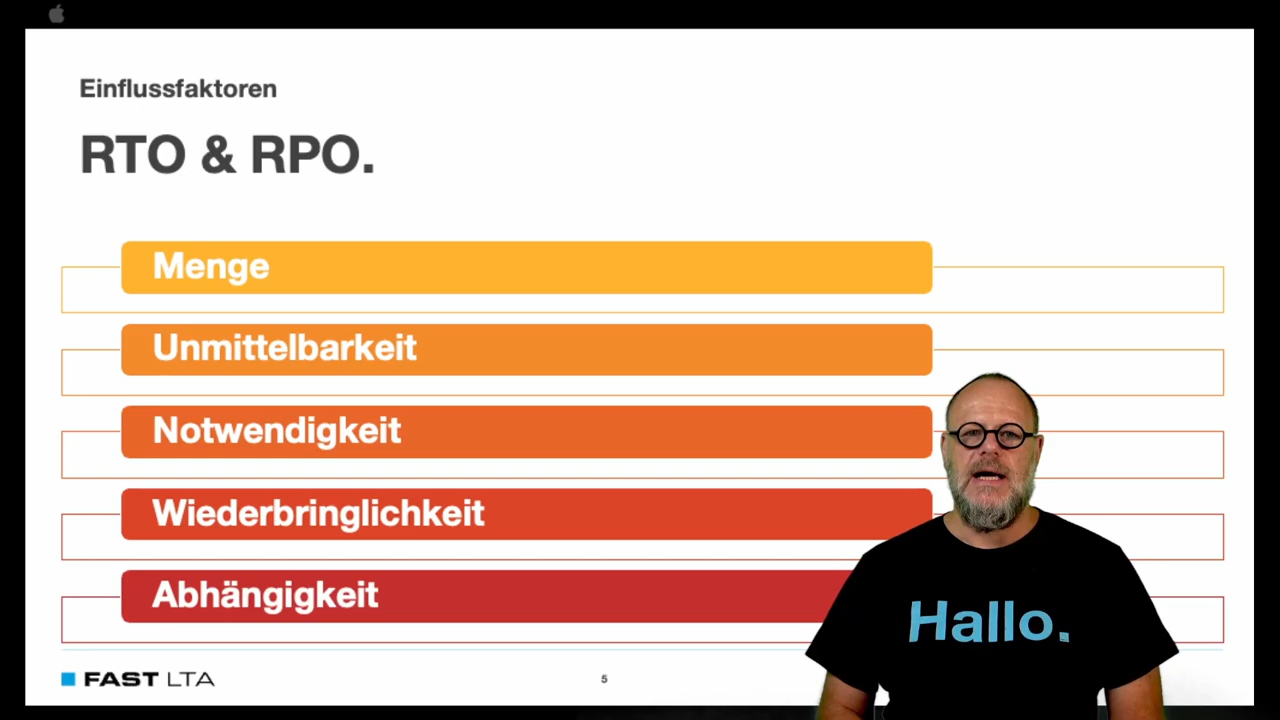 Einflussfaktoren
RTO & RPO.
Menge
Unmittelbarkeit
Notwendigkeit
Wiederbringlichkeit
Abhängigkeit
Hallo.
FAST LTA
5